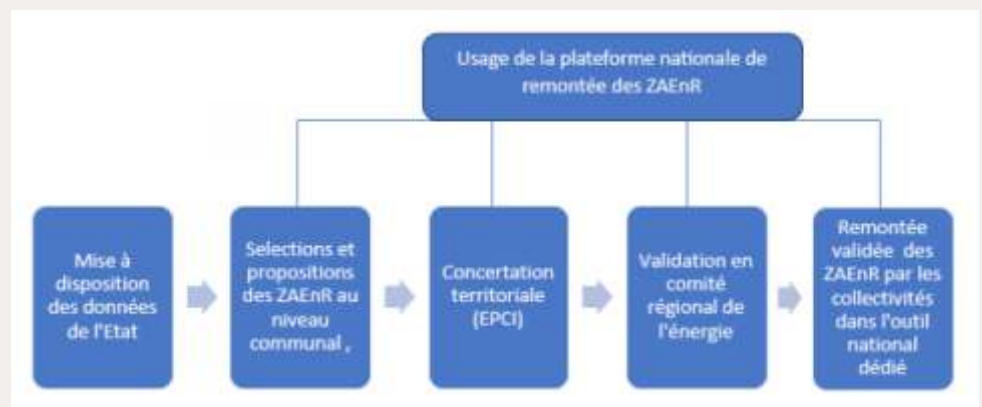 Usage de la plateforme nationale de
remontée des ZAEnR
Mise à
disposition
des données
de l'Etat
Selections et
propositions
des ZAEnR au
niveau
communal ,
Concertation
territoriale
(EPCI)
Validation en
comité
régional de
l'énergie
Remontée
validée des
ZAEnR par les
collectivités
dans l'outil
national
dédié